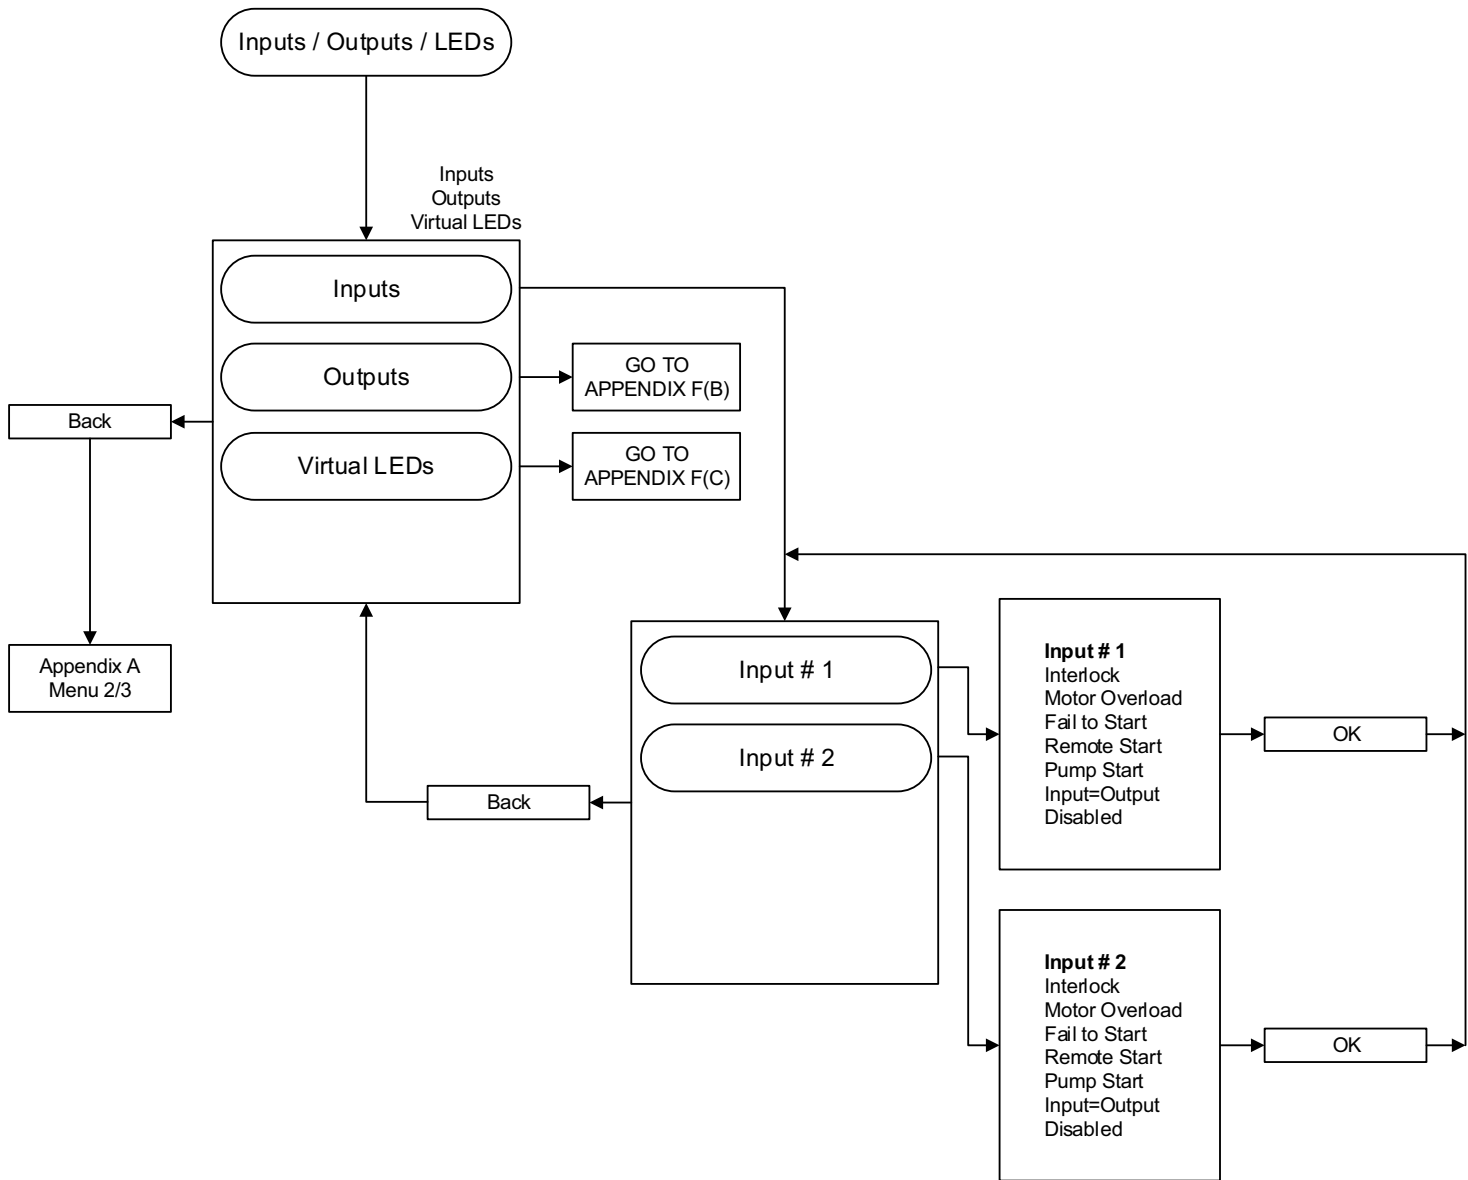 Inputs / Outputs / LEDs
Inputs
Outputs
Virtual LEDs
Inputs
Outputs
GO TO
APPENDIX F(B)
Back
Virtual LEDs
GO TO
APPENDIX F(C)
Appendix A
Menu 2/3
Input # 1
Input # 2
Back
Input # 1
Interlock
Motor Overload
Fail to Start
Remote Start
Pump Start
Input=Output
Disabled
OK
Input # 2
Interlock
Motor Overload
Fail to Start
Remote Start
Pump Start
Input=Output
Disabled
OK